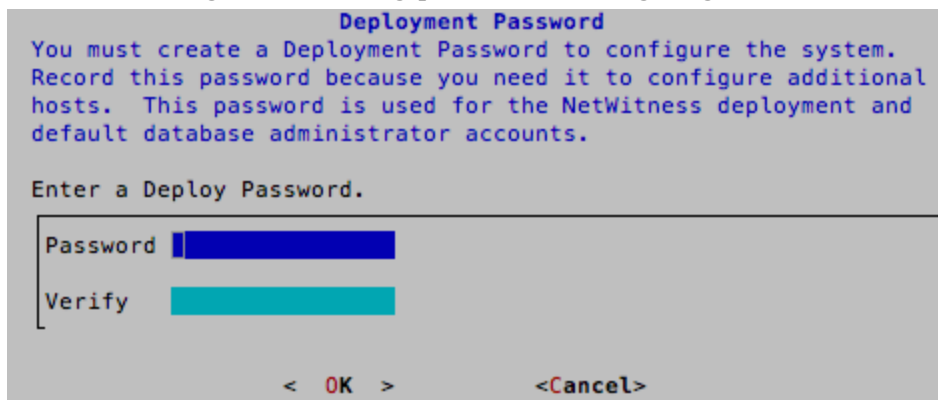 Deployment Password
You must create a Deployment Password to configure the system.
Record this password because you need it to configure additional
hosts.  This password is used for the NetWitness deployment and
default database administrator accounts.
Enter a Deploy Password.
Password
Verify
<  OK  >  <Cancel>